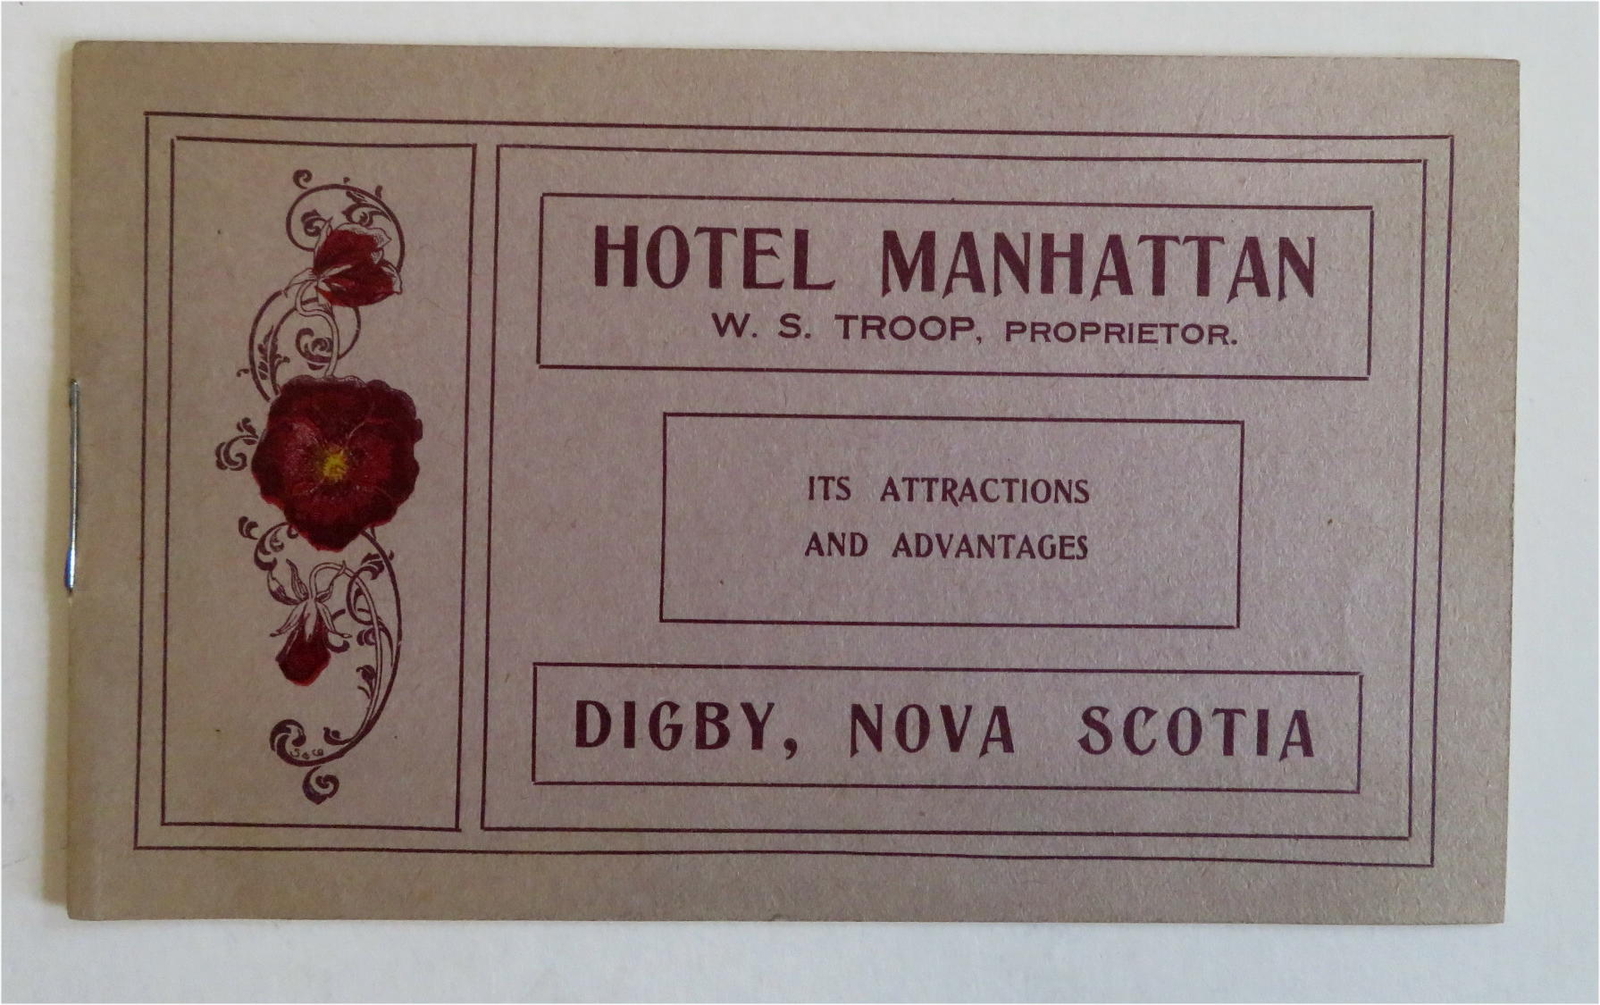 HOTEL MANHATTAN
W. S. TROOP, PROPRIETOR.
ITS ATTRACTIONS
AND ADVANTAGES
DIGBY, NOVA SCOTIA